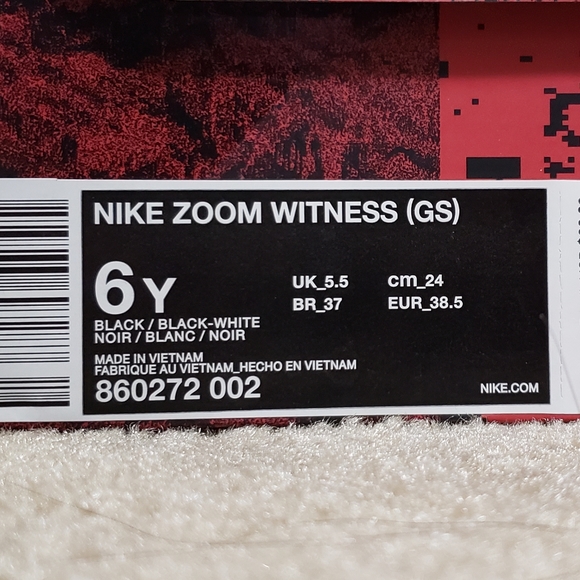 NIKE ZOOM WITNESS (GS)
6Y
UK_5.5 cm_24
BR_37 EUR_38.5
BLACK / BLACK-WHITE
NOIR / BLANC / NOIR
MADE IN VIETNAM
FABRIQUE AU VIETNAM_HECHO EN VIETNAM
860272 002
NIKE.COM